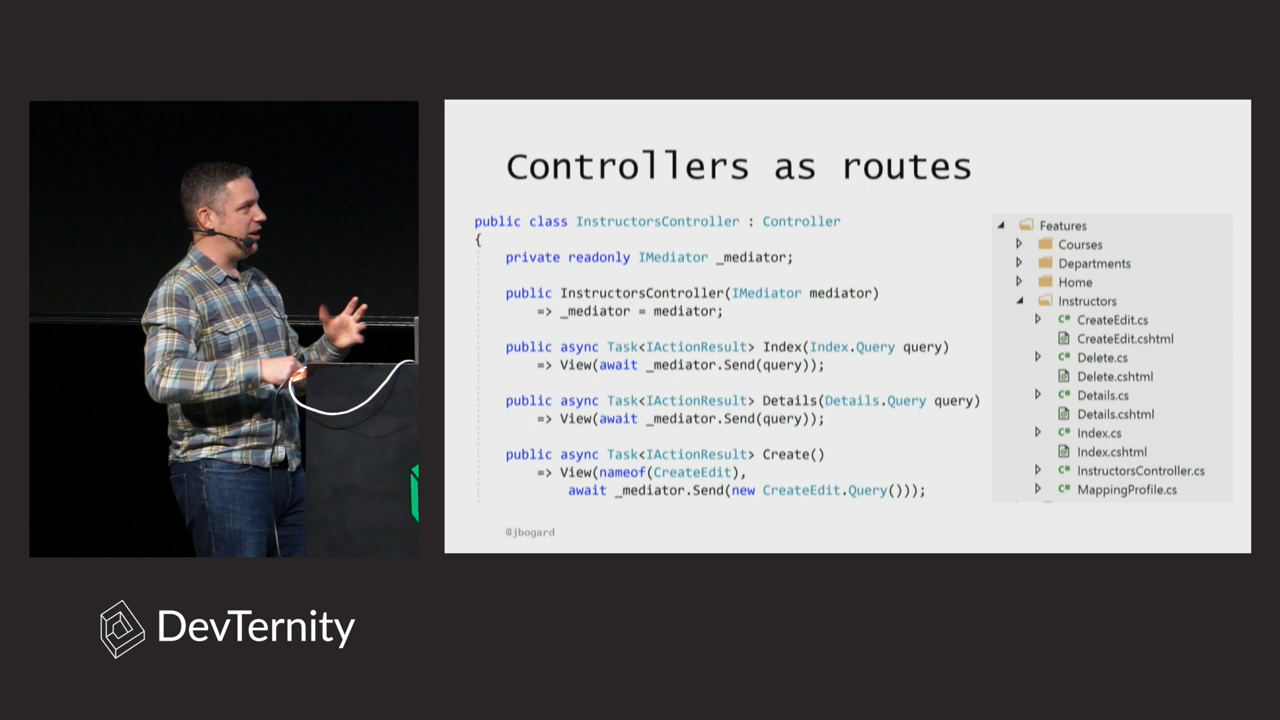 Controllers as routes
public class InstructorsController : Controller
{
private readonly IMediator _mediator;
public InstructorsController(IMediator mediator)
=> _mediator = mediator;
public async Task<IActionResult> Index(Index.Query query)
=> View(await _mediator.Send(query));
public async Task<IActionResult> Details(Details.Query query)
=> View(await _mediator.Send(query));
public async Task<IActionResult> Create()
=> View(nameof(CreateEdit),
await _mediator.Send(new CreateEdit.Query()));
Features
Courses
Departments
Home
Instructors
C# CreateEdit.cs
CreateEdit.cshtml
C# Delete.cs
Delete.cshtml
C# Details.cs
Details.cshtml
C# Index.cs
Index.cshtml
C# InstructorsController.cs
C# MappingProfile.cs
@jbogard
DevTernity